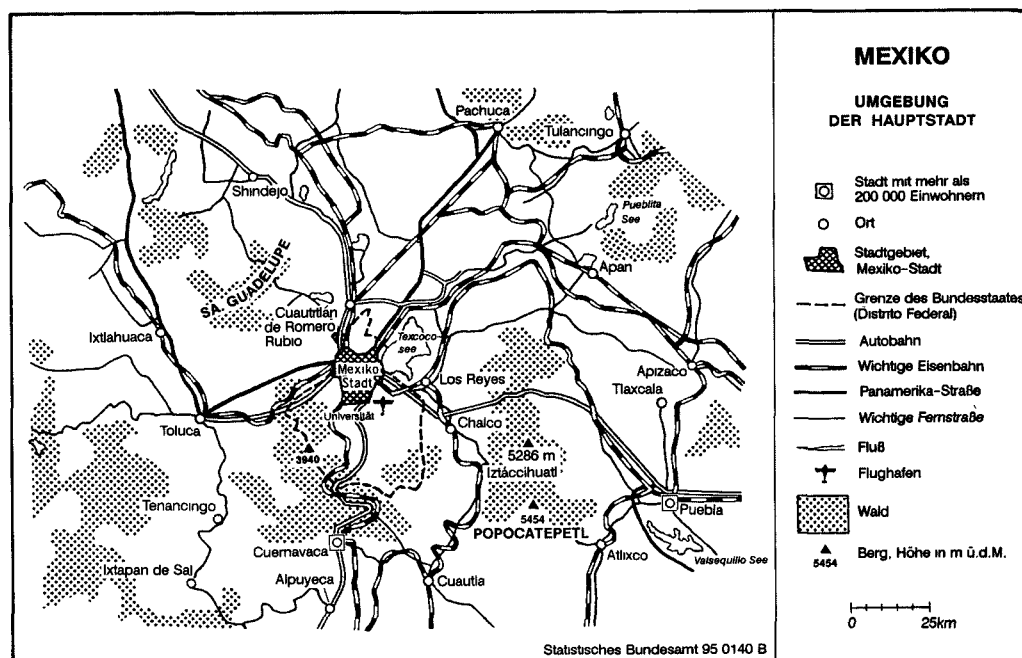 MEXIKO
UMGEBUNG
DER HAUPTSTADT
Stadt mit mehr als
200 000 Einwohnern
Ort
Stadtgebiet,
Mexiko-Stadt
Grenze des Bundesstaates
(Distrito Federal)
Autobahn
Wichtige Eisenbahn
Panamerika-Straße
Wichtige Fernstraße
Fluß
Flughafen
Wald
Berg, Höhe in m ü.d.M.
5454
0 25km
Pachuca
Tulancingo
Shindejo
Pueblita
See
SA. GUADELUPE
Apan
Cuautitlán
de Romero
Rubio
Texcoco-
see
Ixtlahuaca
Mexiko
Stadt
Los Reyes
Apizaco
Tlaxcala
Universität
Toluca
Chalco
3940
5286 m
Iztáccihuatl
Tenancingo
5454
POPOCATEPETL
Puebla
Cuernavaca
Atlixco
Valsequillo See
Ixtapan de Sal
Alpuyeca
Cuautla
Statistisches Bundesamt 95 0140 B